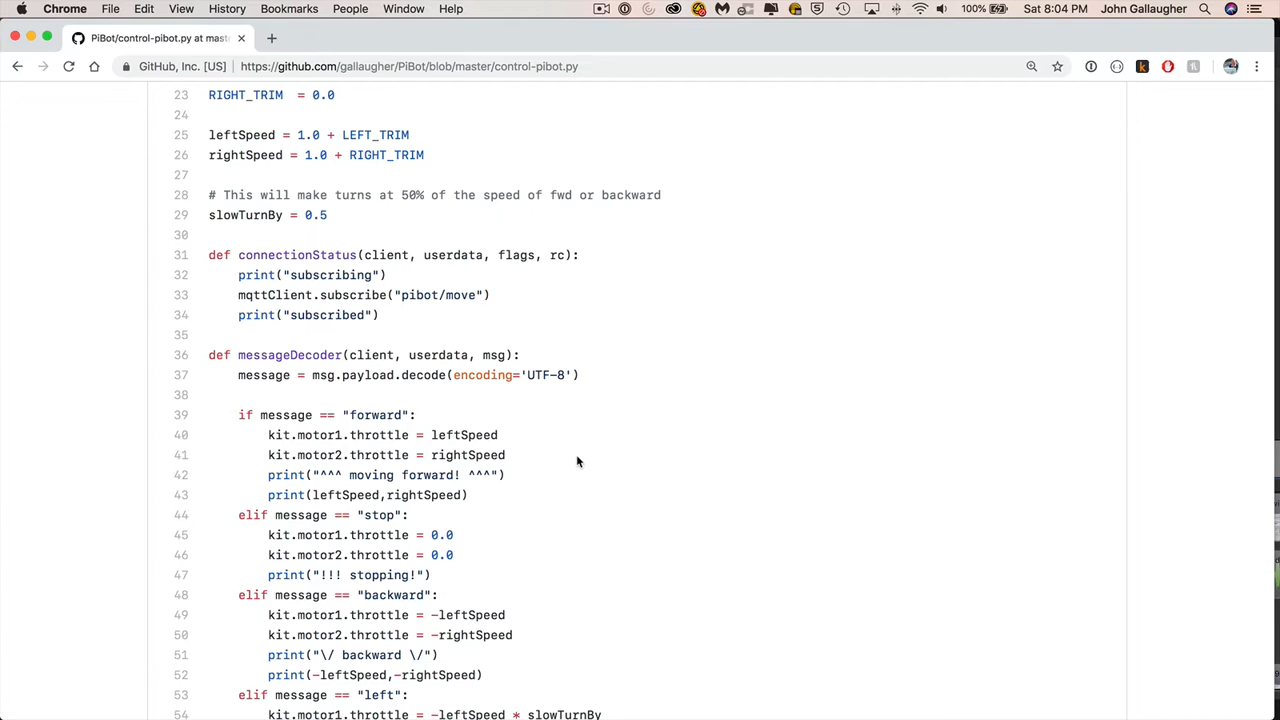 Chrome File Edit View History Bookmarks People Window Help 100% Sat 8:04 PM John Gallaugher
PiBot/control-pibot.py at mast
GitHub, Inc. [US] https://github.com/gallaugher/PiBot/blob/master/control-pibot.py
23 RIGHT_TRIM = 0.0
24
25 leftSpeed = 1.0 + LEFT_TRIM
26 rightSpeed = 1.0 + RIGHT_TRIM
27
28 # This will make turns at 50% of the speed of fwd or backward
29 slowTurnBy = 0.5
30
31 def connectionStatus(client, userdata, flags, rc):
32 print("subscribing")
33 mqttClient.subscribe("pibot/move")
34 print("subscribed")
35
36 def messageDecoder(client, userdata, msg):
37 message = msg.payload.decode(encoding='UTF-8')
38
39 if message == "forward":
40 kit.motor1.throttle = leftSpeed
41 kit.motor2.throttle = rightSpeed
42 print("^^^ moving forward! ^^^")
43 print(leftSpeed,rightSpeed)
44 elif message == "stop":
45 kit.motor1.throttle = 0.0
46 kit.motor2.throttle = 0.0
47 print("!!! stopping!")
48 elif message == "backward":
49 kit.motor1.throttle = -leftSpeed
50 kit.motor2.throttle = -rightSpeed
51 print("\/ backward \/")
52 print(-leftSpeed,-rightSpeed)
53 elif message == "left":
54 kit.motor1.throttle = -leftSpeed * slowTurnBy